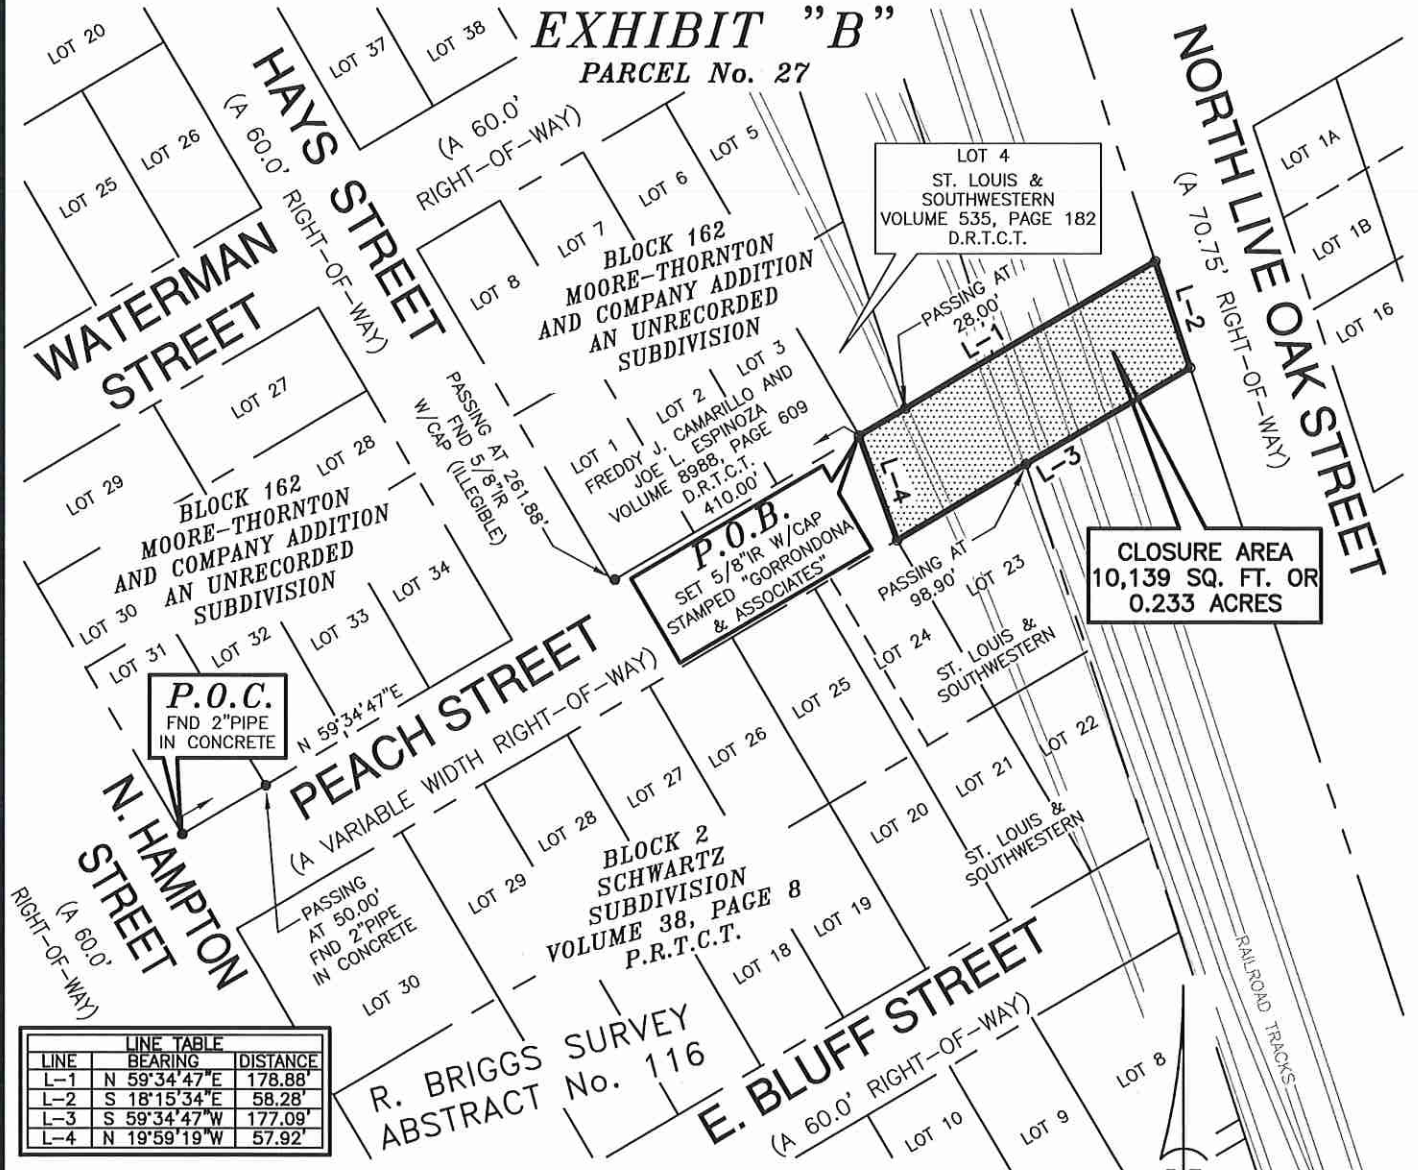 EXHIBIT "B"
PARCEL No. 27
LOT 20
LOT 37
LOT 38
LOT 26
LOT 25
HAYS STREET
(A 60.0' RIGHT-OF-WAY)
(A 60.0'
RIGHT-OF-WAY)
LOT 5
LOT 6
LOT 7
LOT 8
LOT 4
ST. LOUIS &
SOUTHWESTERN
VOLUME 535, PAGE 182
D.R.T.C.T.
NORTH LIVE OAK STREET
(A 70.75' RIGHT-OF-WAY)
LOT 1A
LOT 1B
LOT 16
WATERMAN
STREET
BLOCK 162
MOORE-THORNTON
AND COMPANY ADDITION
AN UNRECORDED
SUBDIVISION
PASSING AT
28.00'
L-1
L-2
L-3
L-4
LOT 27
LOT 28
LOT 29
PASSING AT 261.88'
FND 5/8"IR
W/CAP (ILLEGIBLE)
LOT 1
LOT 2
LOT 3
FREDDY J. CAMARILLO AND
JOE L. ESPINOZA
VOLUME 8988, PAGE 609
D.R.T.C.T.
410.00'
P.O.B.
SET 5/8"IR W/CAP
STAMPED "GORRONDONA
& ASSOCIATES"
BLOCK 162
MOORE-THORNTON
AND COMPANY ADDITION
AN UNRECORDED
SUBDIVISION
LOT 30
LOT 31
LOT 32
LOT 33
LOT 34
PASSING AT
98.90'
LOT 23
LOT 24
ST. LOUIS &
SOUTHWESTERN
CLOSURE AREA
10,139 SQ. FT. OR
0.233 ACRES
P.O.C.
FND 2"PIPE
IN CONCRETE
N 59°34'47"E
PEACH STREET
(A VARIABLE WIDTH RIGHT-OF-WAY)
LOT 25
LOT 26
LOT 27
LOT 28
LOT 29
LOT 30
LOT 22
LOT 21
LOT 20
ST. LOUIS &
SOUTHWESTERN
N. HAMPTON
STREET
(A 60.0'
RIGHT-OF-WAY)
PASSING
AT 50.00'
FND 2"PIPE
IN CONCRETE
BLOCK 2
SCHWARTZ
SUBDIVISION
VOLUME 38, PAGE 8
P.R.T.C.T.
LOT 19
LOT 18
R. BRIGGS SURVEY
ABSTRACT No. 116
E. BLUFF STREET
(A 60.0' RIGHT-OF-WAY)
RAILROAD TRACKS
LOT 8
LOT 9
LOT 10
LINE TABLE
LINE BEARING DISTANCE
L-1 N 59°34'47"E 178.88'
L-2 S 18°15'34"E 58.28'
L-3 S 59°34'47"W 177.09'
L-4 N 19°59'19"W 57.92'